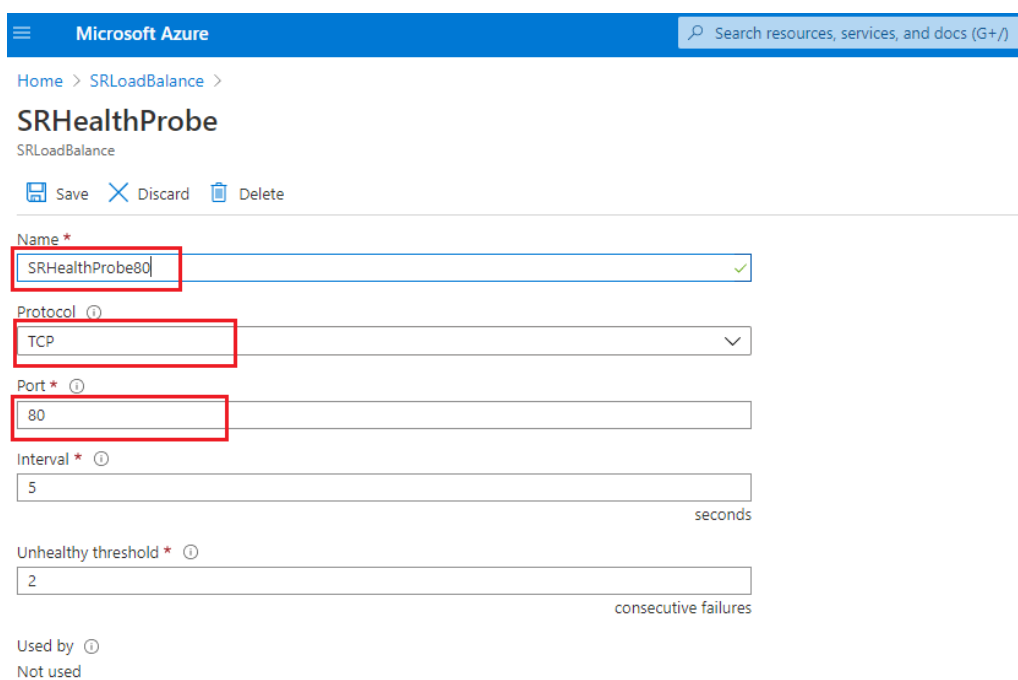 Microsoft Azure
Search resources, services, and docs (G+/)
Home > SRLoadBalance >
SRHealthProbe
SRLoadBalance
Save Discard Delete
Name *
SRHealthProbe80
Protocol
TCP
Port *
80
Interval *
5
seconds
Unhealthy threshold *
2
consecutive failures
Used by
Not used